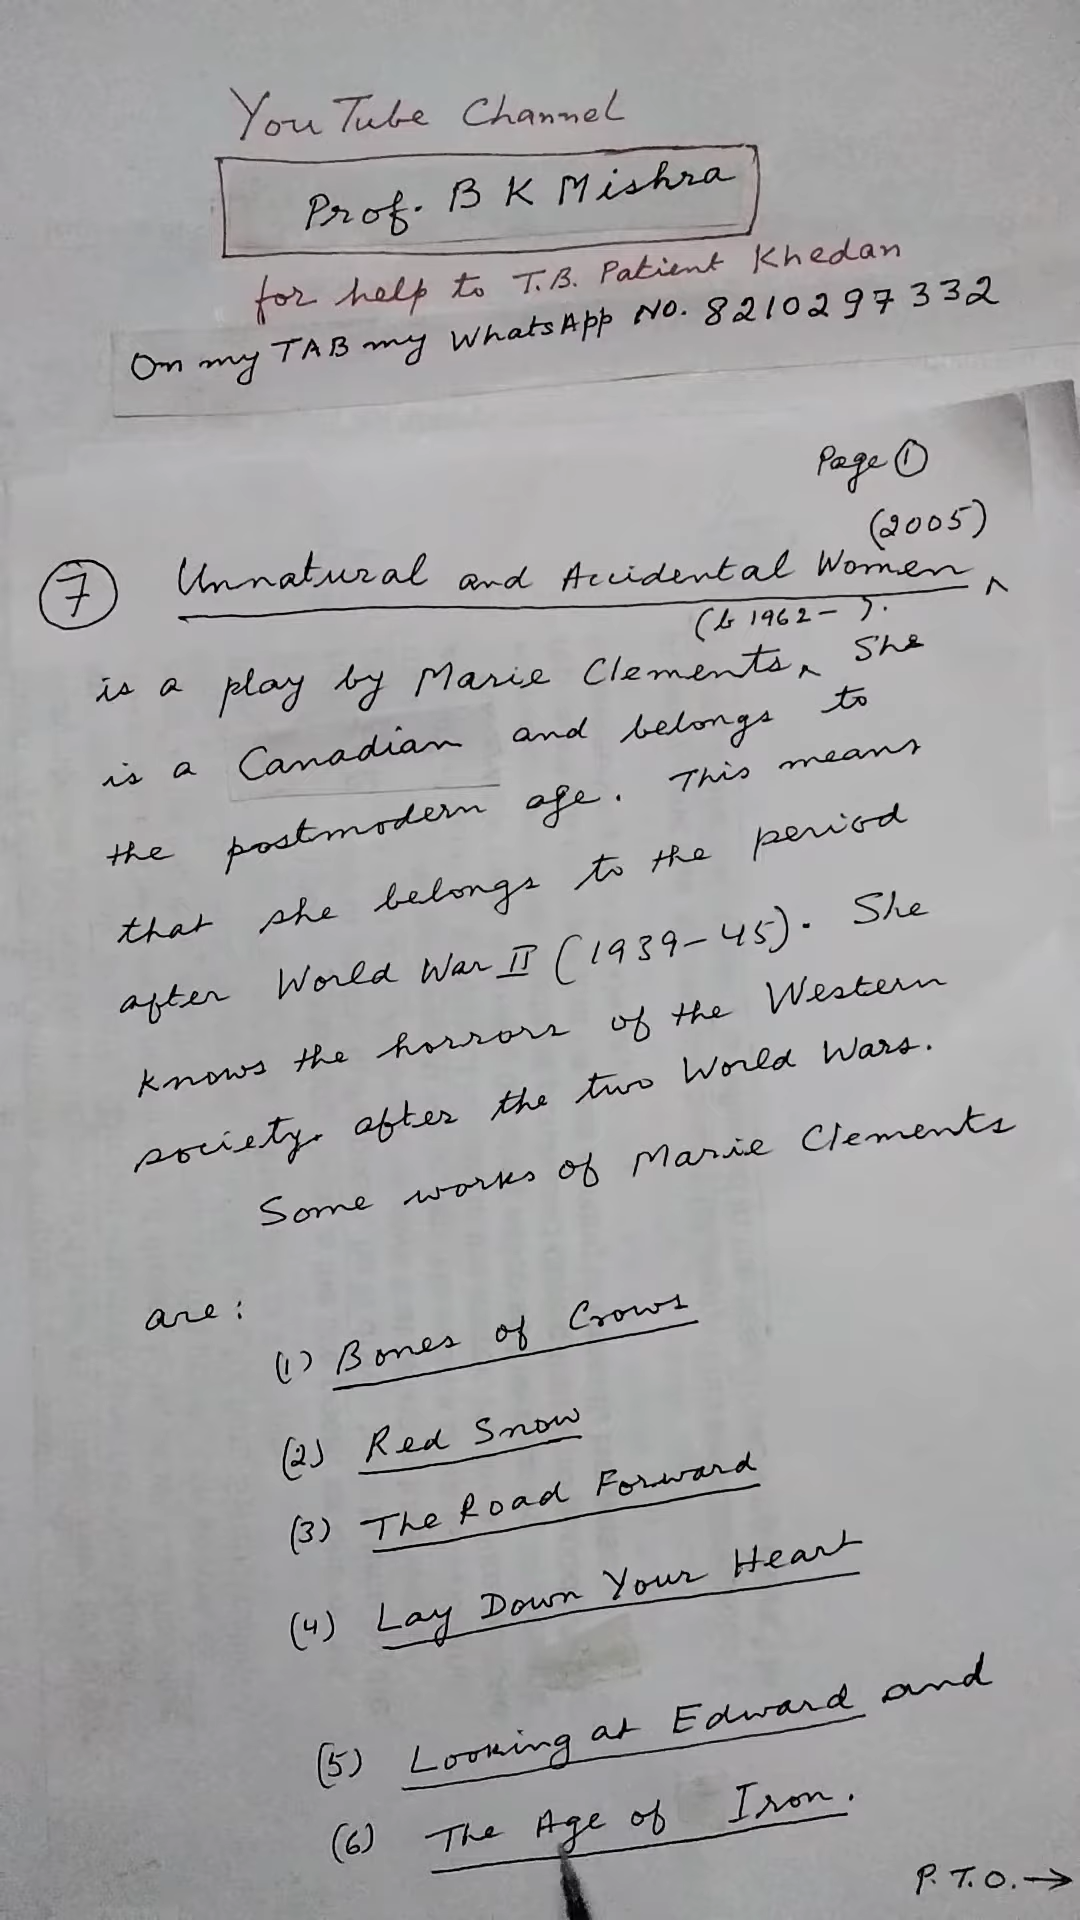 YouTube Channel
Prof. B K Mishra
for help to T.B. Patient Khedan
On my TAB my WhatsApp NO. 8210297332
Page ①
(2005)
⑦ Unnatural and Accidental Women ^
(b 1962– ).
is a play by Marie Clements ^ She
is a Canadian and belongs to
the postmodern age. This means
that she belongs to the period
after World War II (1939–45). She
knows the horrors of the Western
society. after the two World Wars.
Some works of Marie Clements
are:
(1) Bones of Crows
(2) Red Snow
(3) The Road Forward
(4) Lay Down Your Heart
(5) Looking at Edward and
(6) The Age of Iron.
P.T.O. →